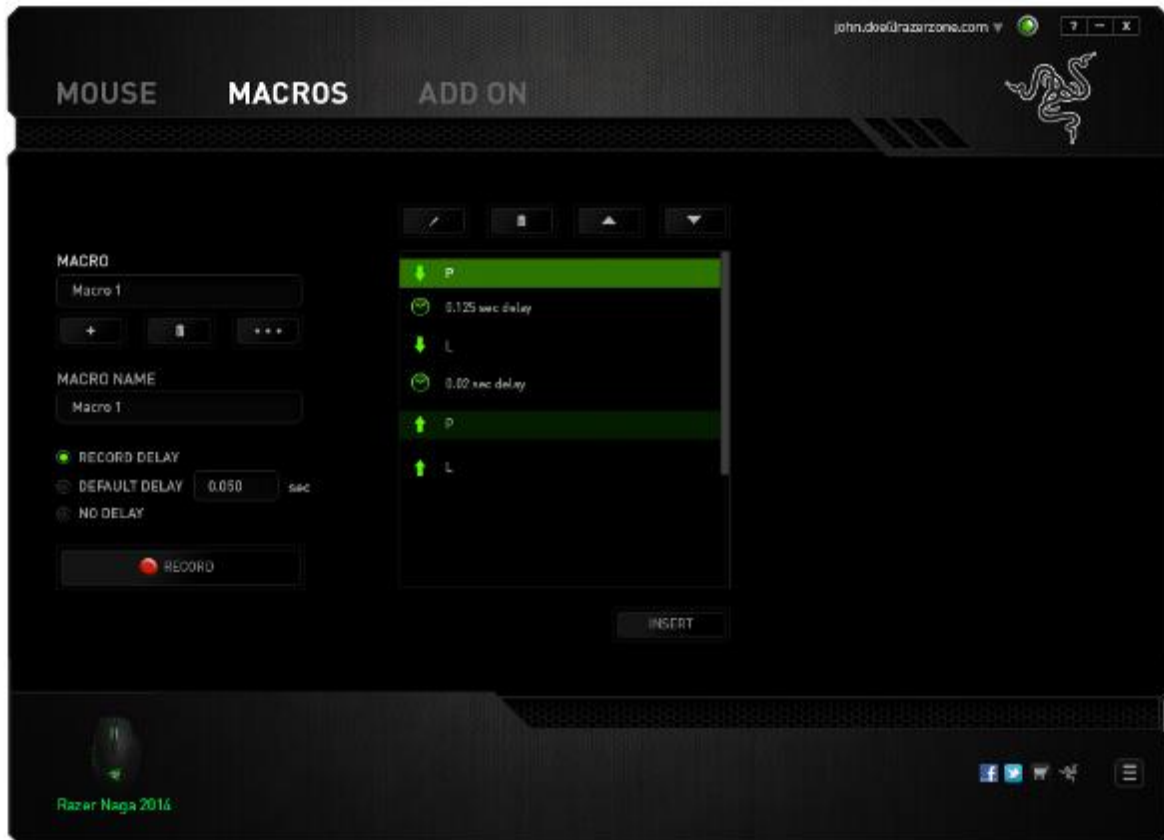 john.doe@razerzone.com
? – X
MOUSE MACROS ADD ON
MACRO
Macro 1
MACRO NAME
Macro 1
RECORD DELAY
DEFAULT DELAY 0.050 sec
NO DELAY
RECORD
P
0.125 sec delay
L
0.02 sec delay
P
L
INSERT
Razer Naga 2014